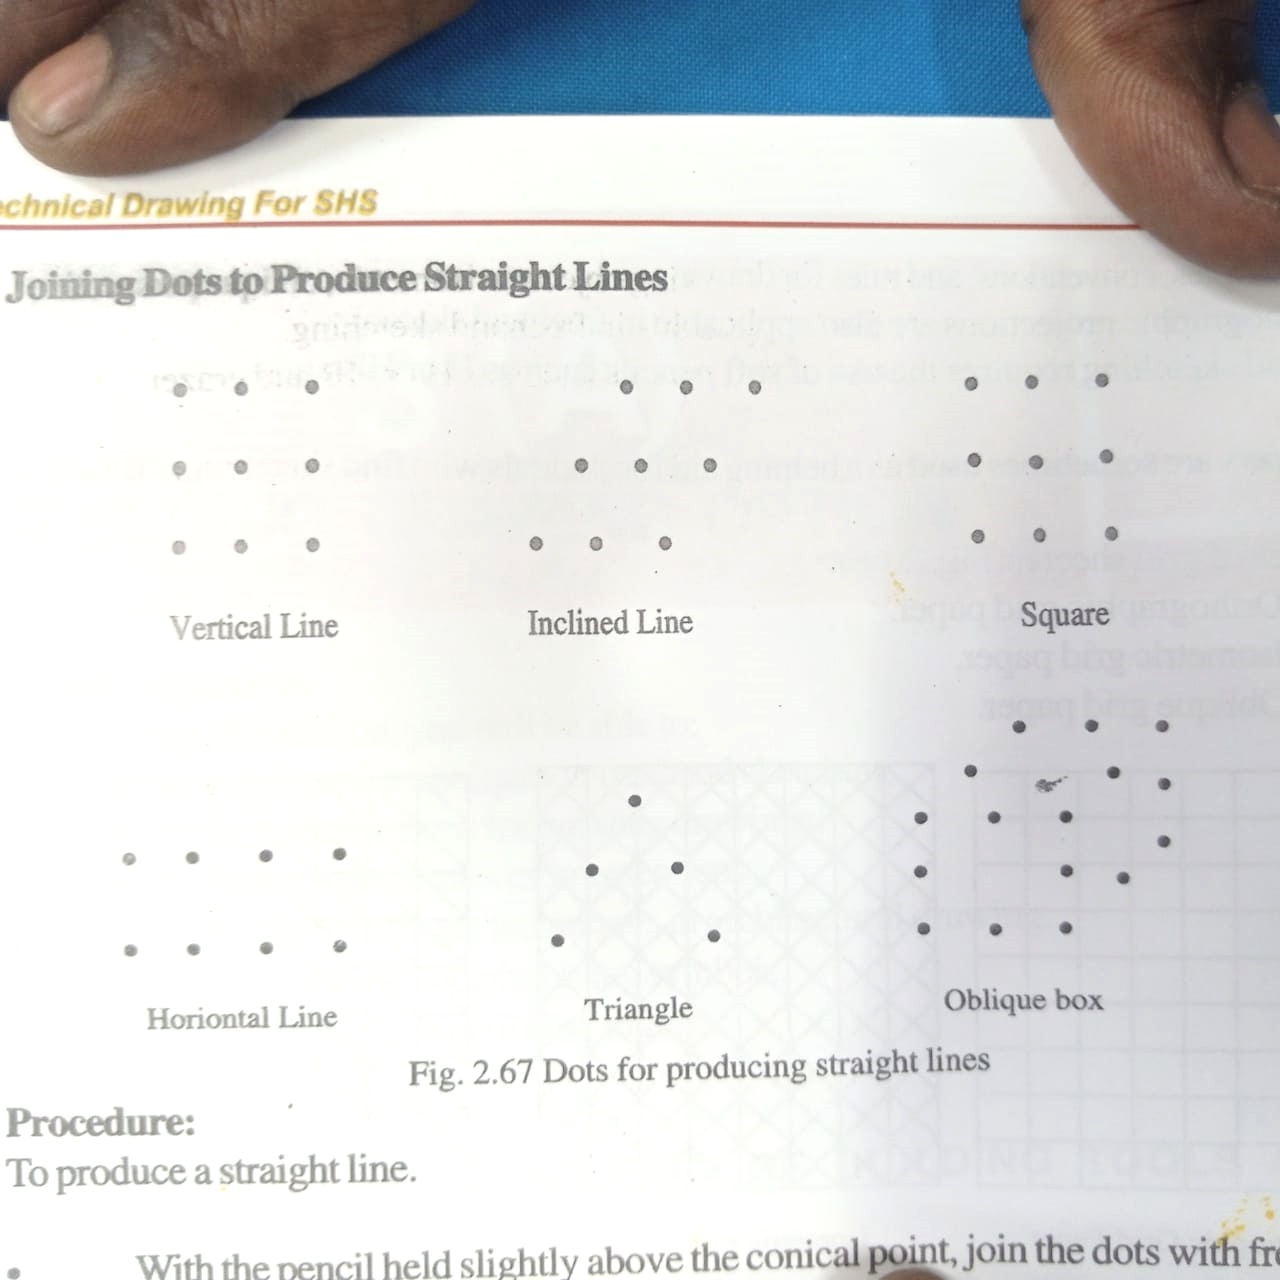 echnical Drawing For SHS
Joining Dots to Produce Straight Lines
Vertical Line
Inclined Line
Square
Horiontal Line
Triangle
Oblique box
Fig. 2.67 Dots for producing straight lines
Procedure:
To produce a straight line.
• With the pencil held slightly above the conical point, join the dots with fre